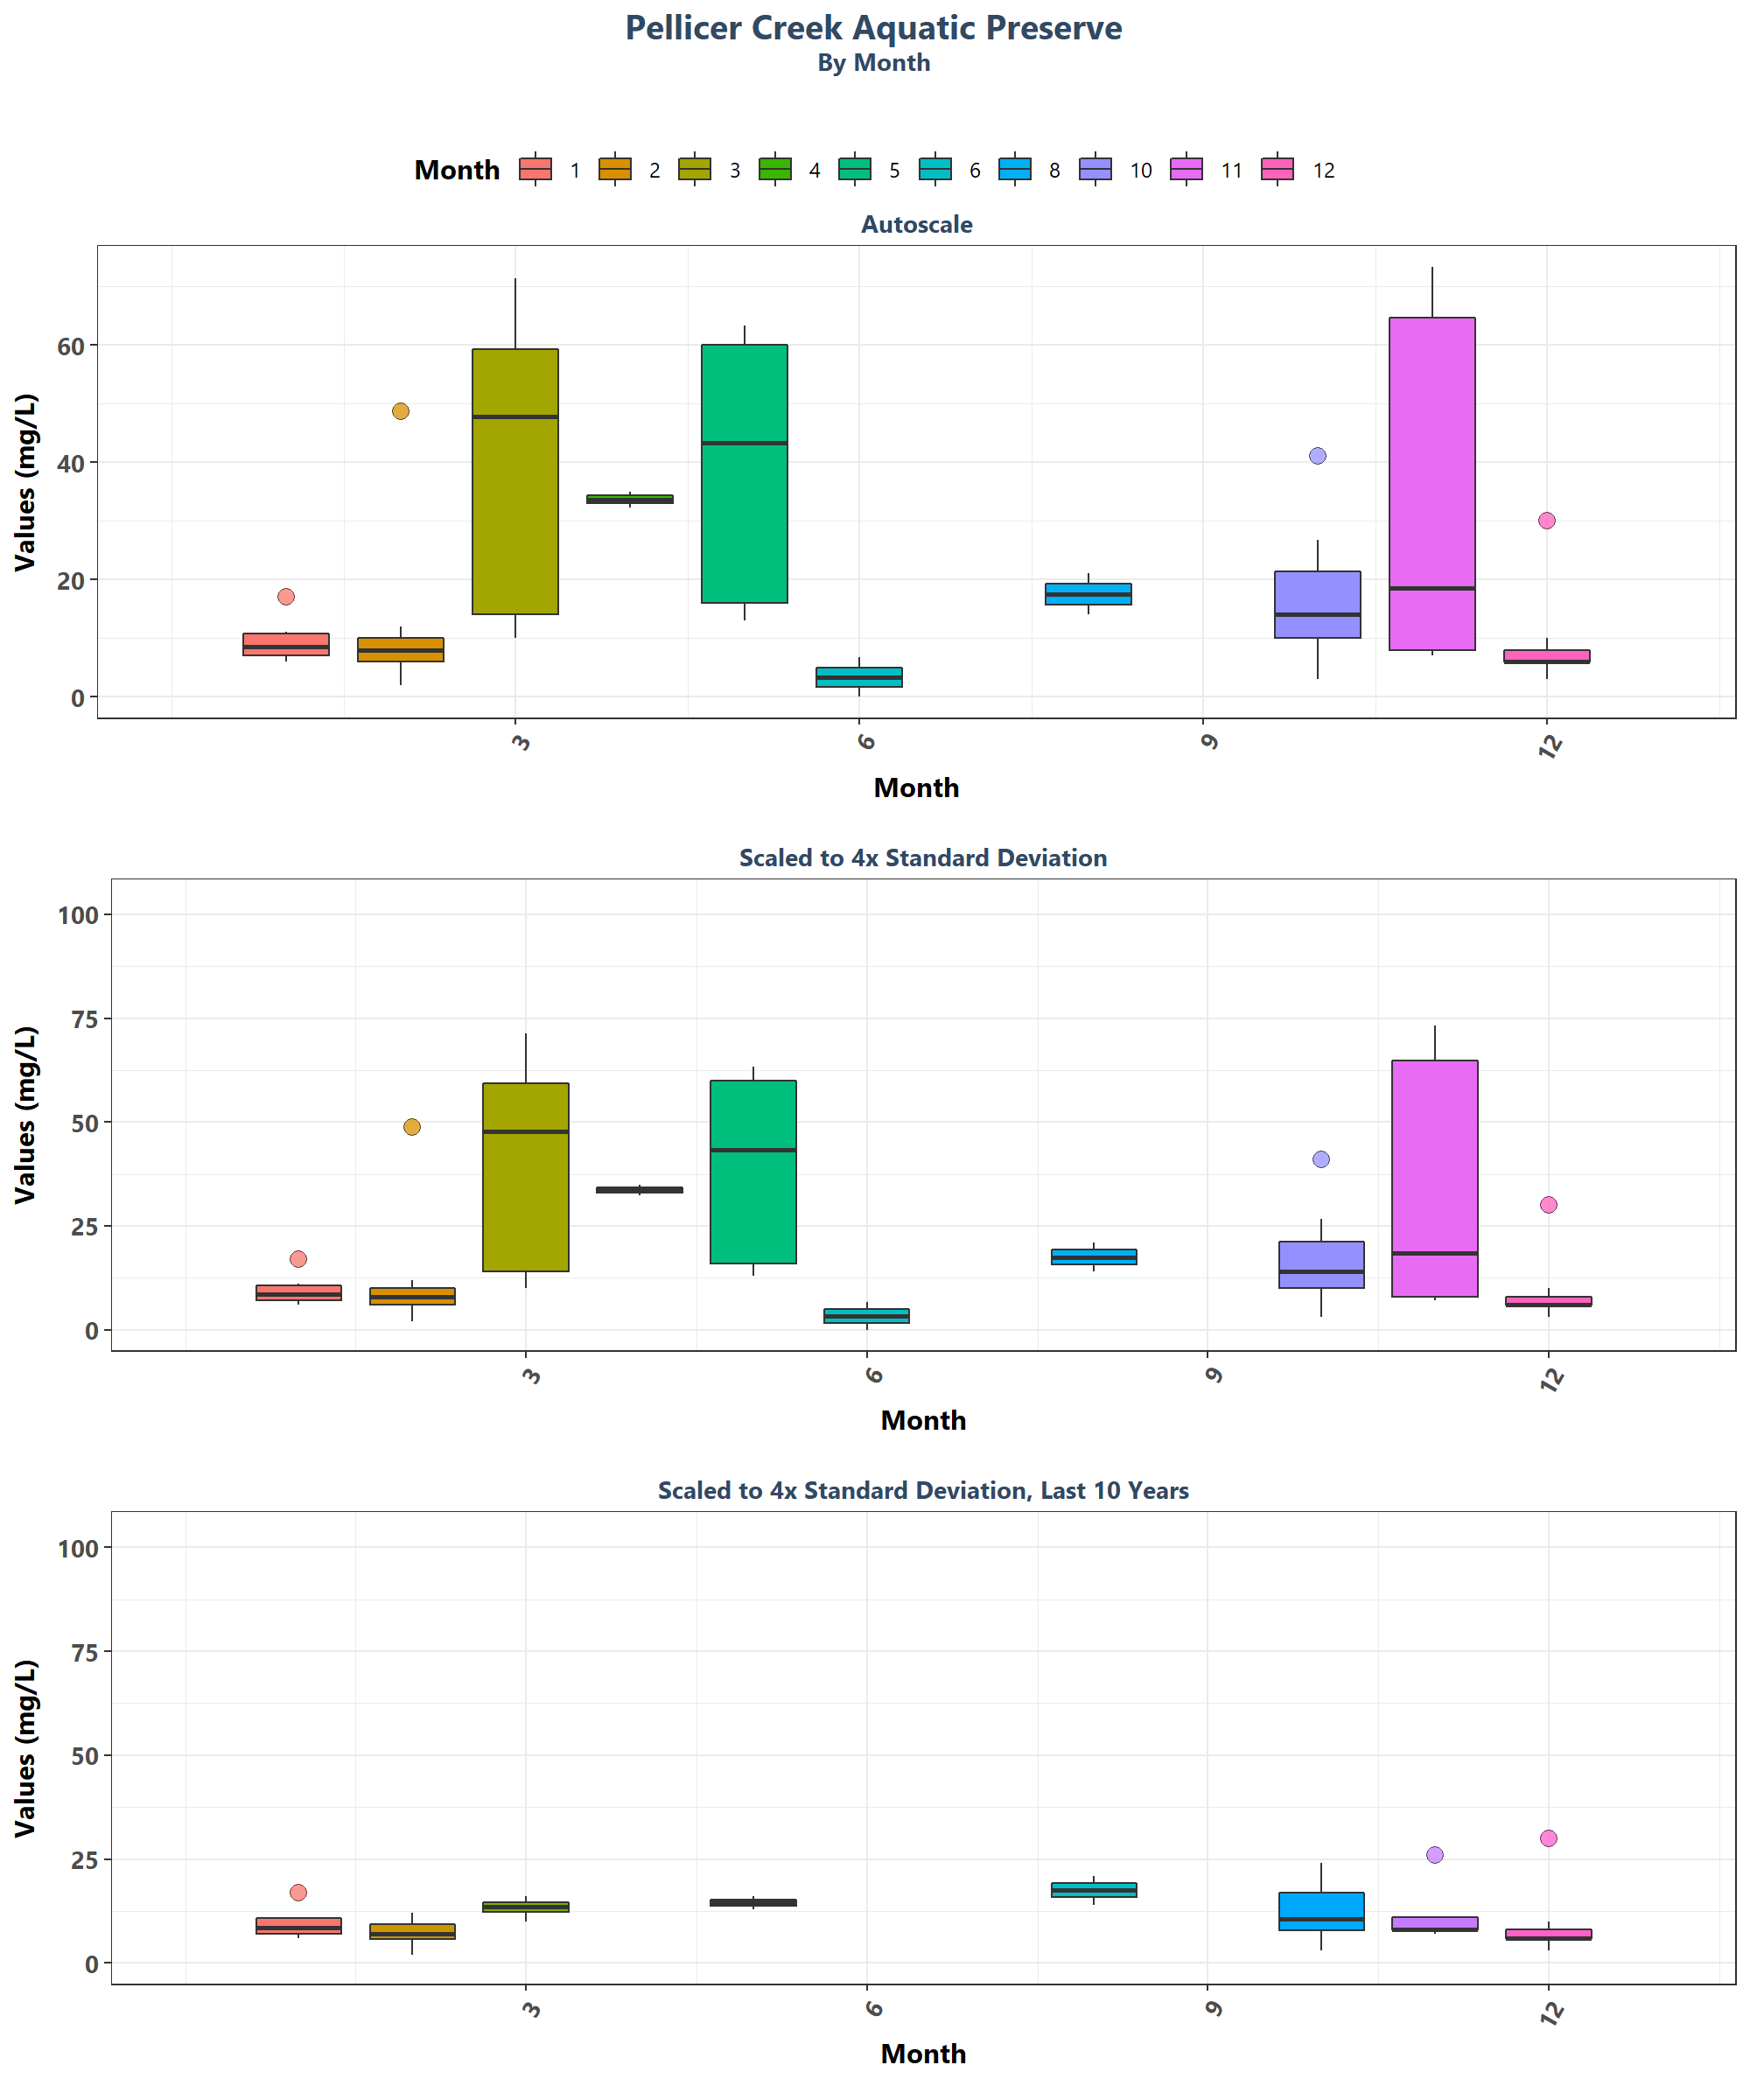 Pellicer Creek Aquatic Preserve
By Month
Month 1 2 3 4 5 6 8 10 11 12
Autoscale
Values (mg/L)
60
40
20
0
3 6 9 12
Month
Scaled to 4x Standard Deviation
Values (mg/L)
100
75
50
25
0
3 6 9 12
Month
Scaled to 4x Standard Deviation, Last 10 Years
Values (mg/L)
100
75
50
25
0
3 6 9 12
Month